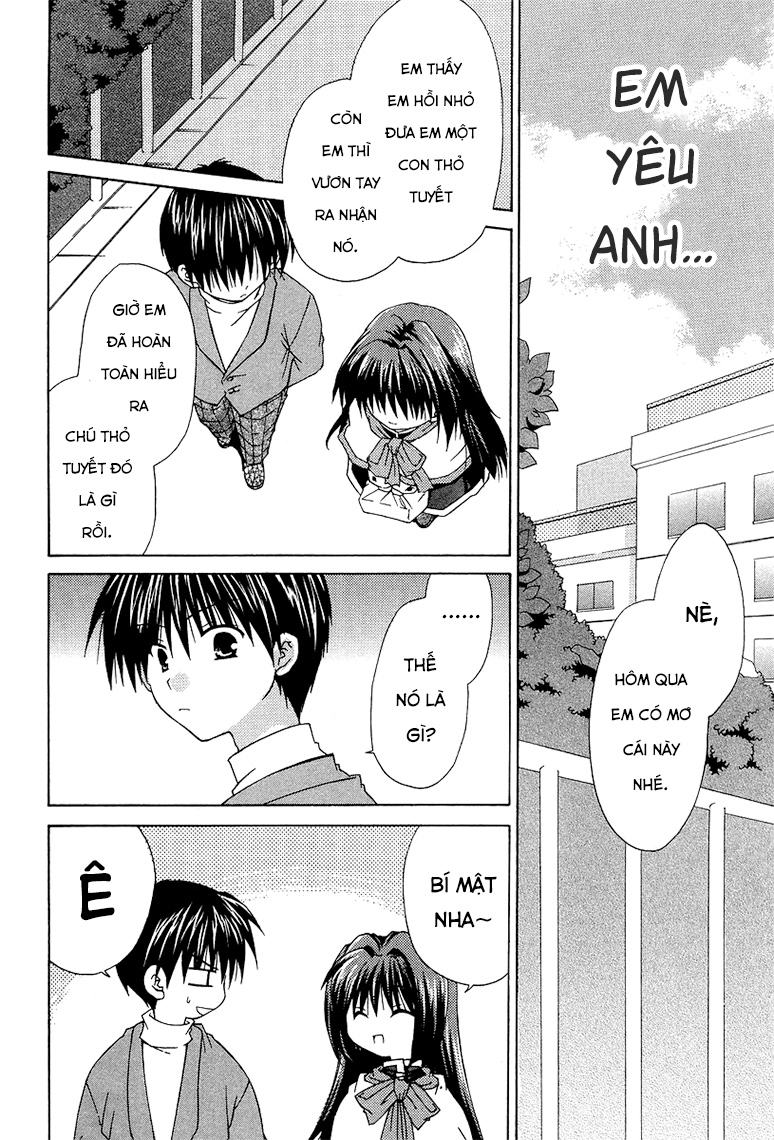 EM
YÊU
ANH...
NÈ,
HÔM QUA
EM CÓ MƠ
CÁI NÀY
NHÉ.
EM THẤY
EM HỒI NHỎ
ĐƯA EM MỘT
CON THỎ
TUYẾT
CÒN
EM THÌ
VƯƠN TAY
RA NHẬN
NÓ.
GIỜ EM
ĐÃ HOÀN
TOÀN HIỂU
RA
CHÚ THỎ
TUYẾT ĐÓ
LÀ GÌ
RỒI.
......
THẾ
NÓ LÀ
GÌ?
BÍ MẬT
NHA~
Ê